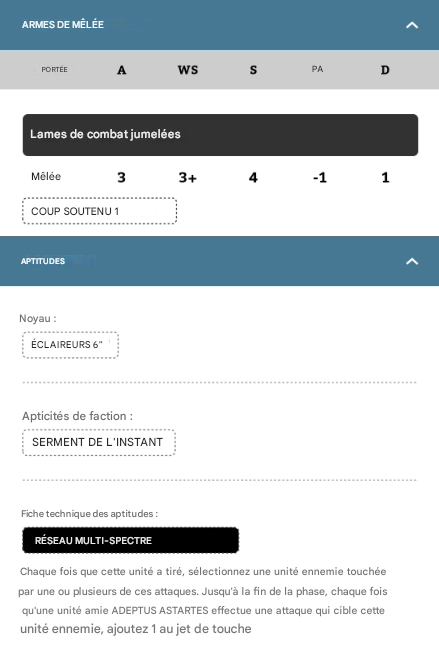 ARMES DE MÊLÉE
PORTÉE A WS S PA D
Lames de combat jumelées
Mêlée 3 3+ 4 -1 1
COUP SOUTENU 1
APTITUDES
Noyau :
ÉCLAIREURS 6"
Apticités de faction :
SERMENT DE L'INSTANT
Fiche technique des aptitudes :
RÉSEAU MULTI-SPECTRE
Chaque fois que cette unité a tiré, sélectionnez une unité ennemie touchée
par une ou plusieurs de ces attaques. Jusqu'à la fin de la phase, chaque fois
qu'une unité amie ADEPTUS ASTARTES effectue une attaque qui cible cette
unité ennemie, ajoutez 1 au jet de touche